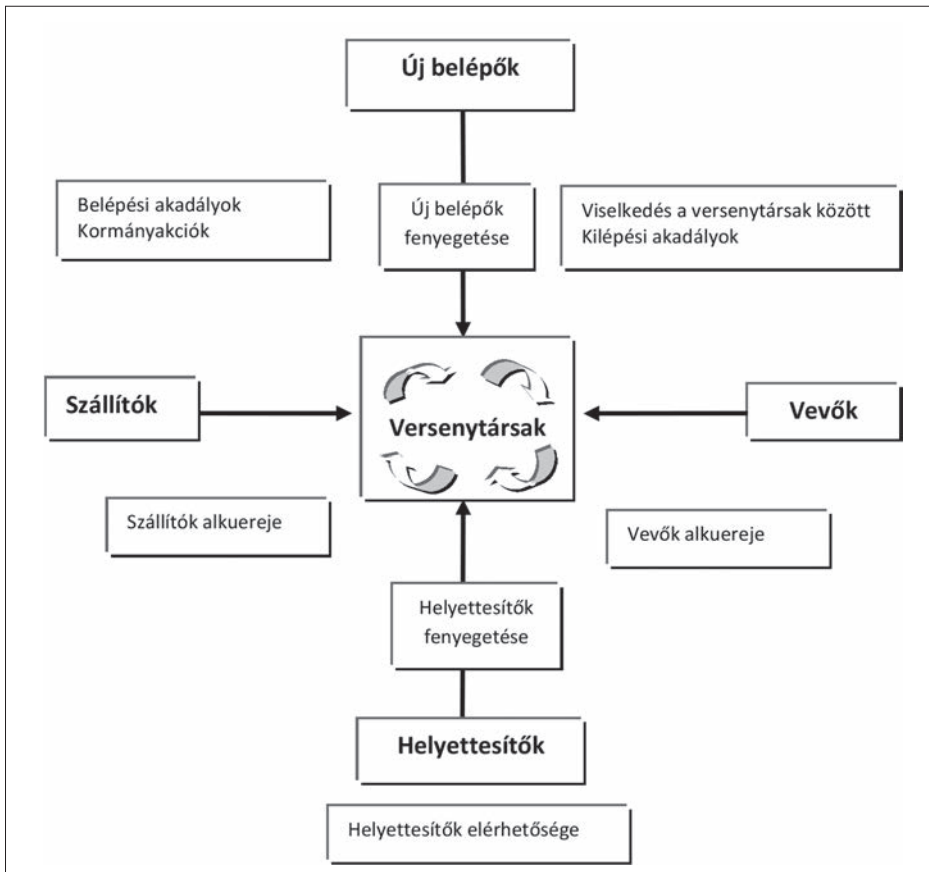 Új belépők
Belépési akadályok
Kormányakciók
Új belépők
fenyegetése
Viselkedés a versenytársak között
Kilépési akadályok
Szállítók
Versenytársak
Vevők
Szállítók alkuereje
Vevők alkuereje
Helyettesítők
fenyegetése
Helyettesítők
Helyettesítők elérhetősége